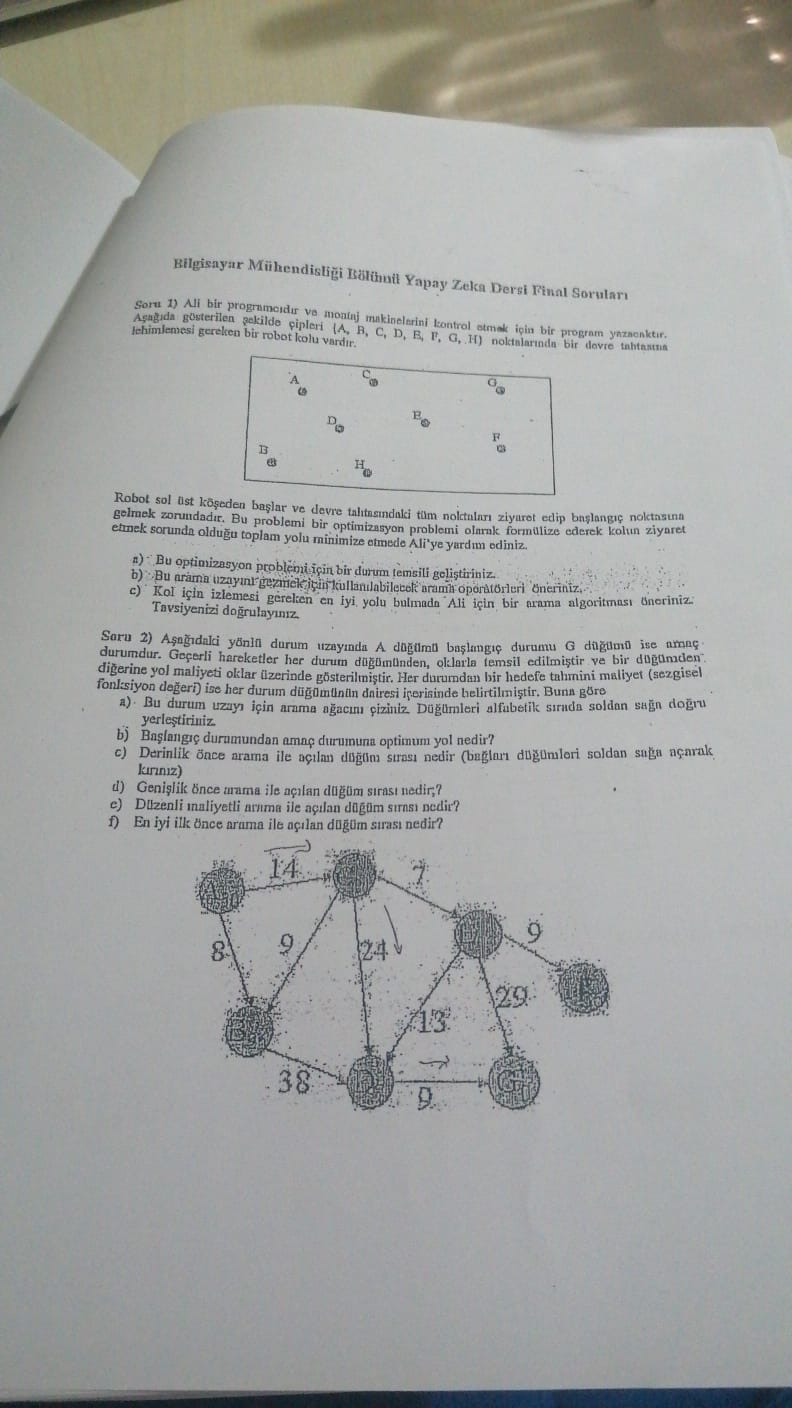 Bilgisayar Mühendisliği Bölümü Yapay Zeka Dersi Final Soruları
Soru 1) Ali bir programcıdır ve montaj makinelerini kontrol etmek için bir program yazacaktır.
Aşağıda gösterilen şekilde çipleri {A, B, C, D, E, F, G, H} noktalarında bir devre tahtasına
lehimlemesi gereken bir robot kolu vardır.
A
C
G
D
E
F
B
H
Robot sol üst köşeden başlar ve devre tahtasındaki tüm noktaları ziyaret edip başlangıç noktasına
gelmek zorundadır. Bu problemi bir optimizasyon problemi olarak formülize ederek kolun ziyaret
etmek sorunda olduğu toplam yolu minimize etmede Ali'ye yardım ediniz.
a) Bu optimizasyon problemi için bir durum temsili geliştiriniz.
b) Bu arama uzayını gezmek için kullanılabilecek arama operatörleri öneriniz.
c) Kol için izlemesi gereken en iyi yolu bulmada Ali için bir arama algoritması öneriniz.
Tavsiyenizi doğrulayınız.
Soru 2) Aşağıdaki yönlü durum uzayında A düğümü başlangıç durumu G düğümü ise amaç
durumdur. Geçerli hareketler her durum düğümünden, oklarla temsil edilmiştir ve bir düğümden
diğerine yol maliyeti oklar üzerinde gösterilmiştir. Her durumdan bir hedefe tahmini maliyet (sezgisel
fonksiyon değeri) ise her durum düğümünün dairesi içerisinde belirtilmiştir. Buna göre
a) Bu durum uzayı için arama ağacını çiziniz. Düğümleri alfabetik sırada soldan sağa doğru
yerleştiriniz.
b) Başlangıç durumundan amaç durumuna optimum yol nedir?
c) Derinlik önce arama ile açılan düğüm sırası nedir (bağları düğümleri soldan sağa açarak
kırınız)
d) Genişlik önce arama ile açılan düğüm sırası nedir;?
e) Düzenli maliyetli arama ile açılan düğüm sırası nedir?
f) En iyi ilk önce arama ile açılan düğüm sırası nedir?
14
7
8
9
24
9
29
13
38
D
G
9